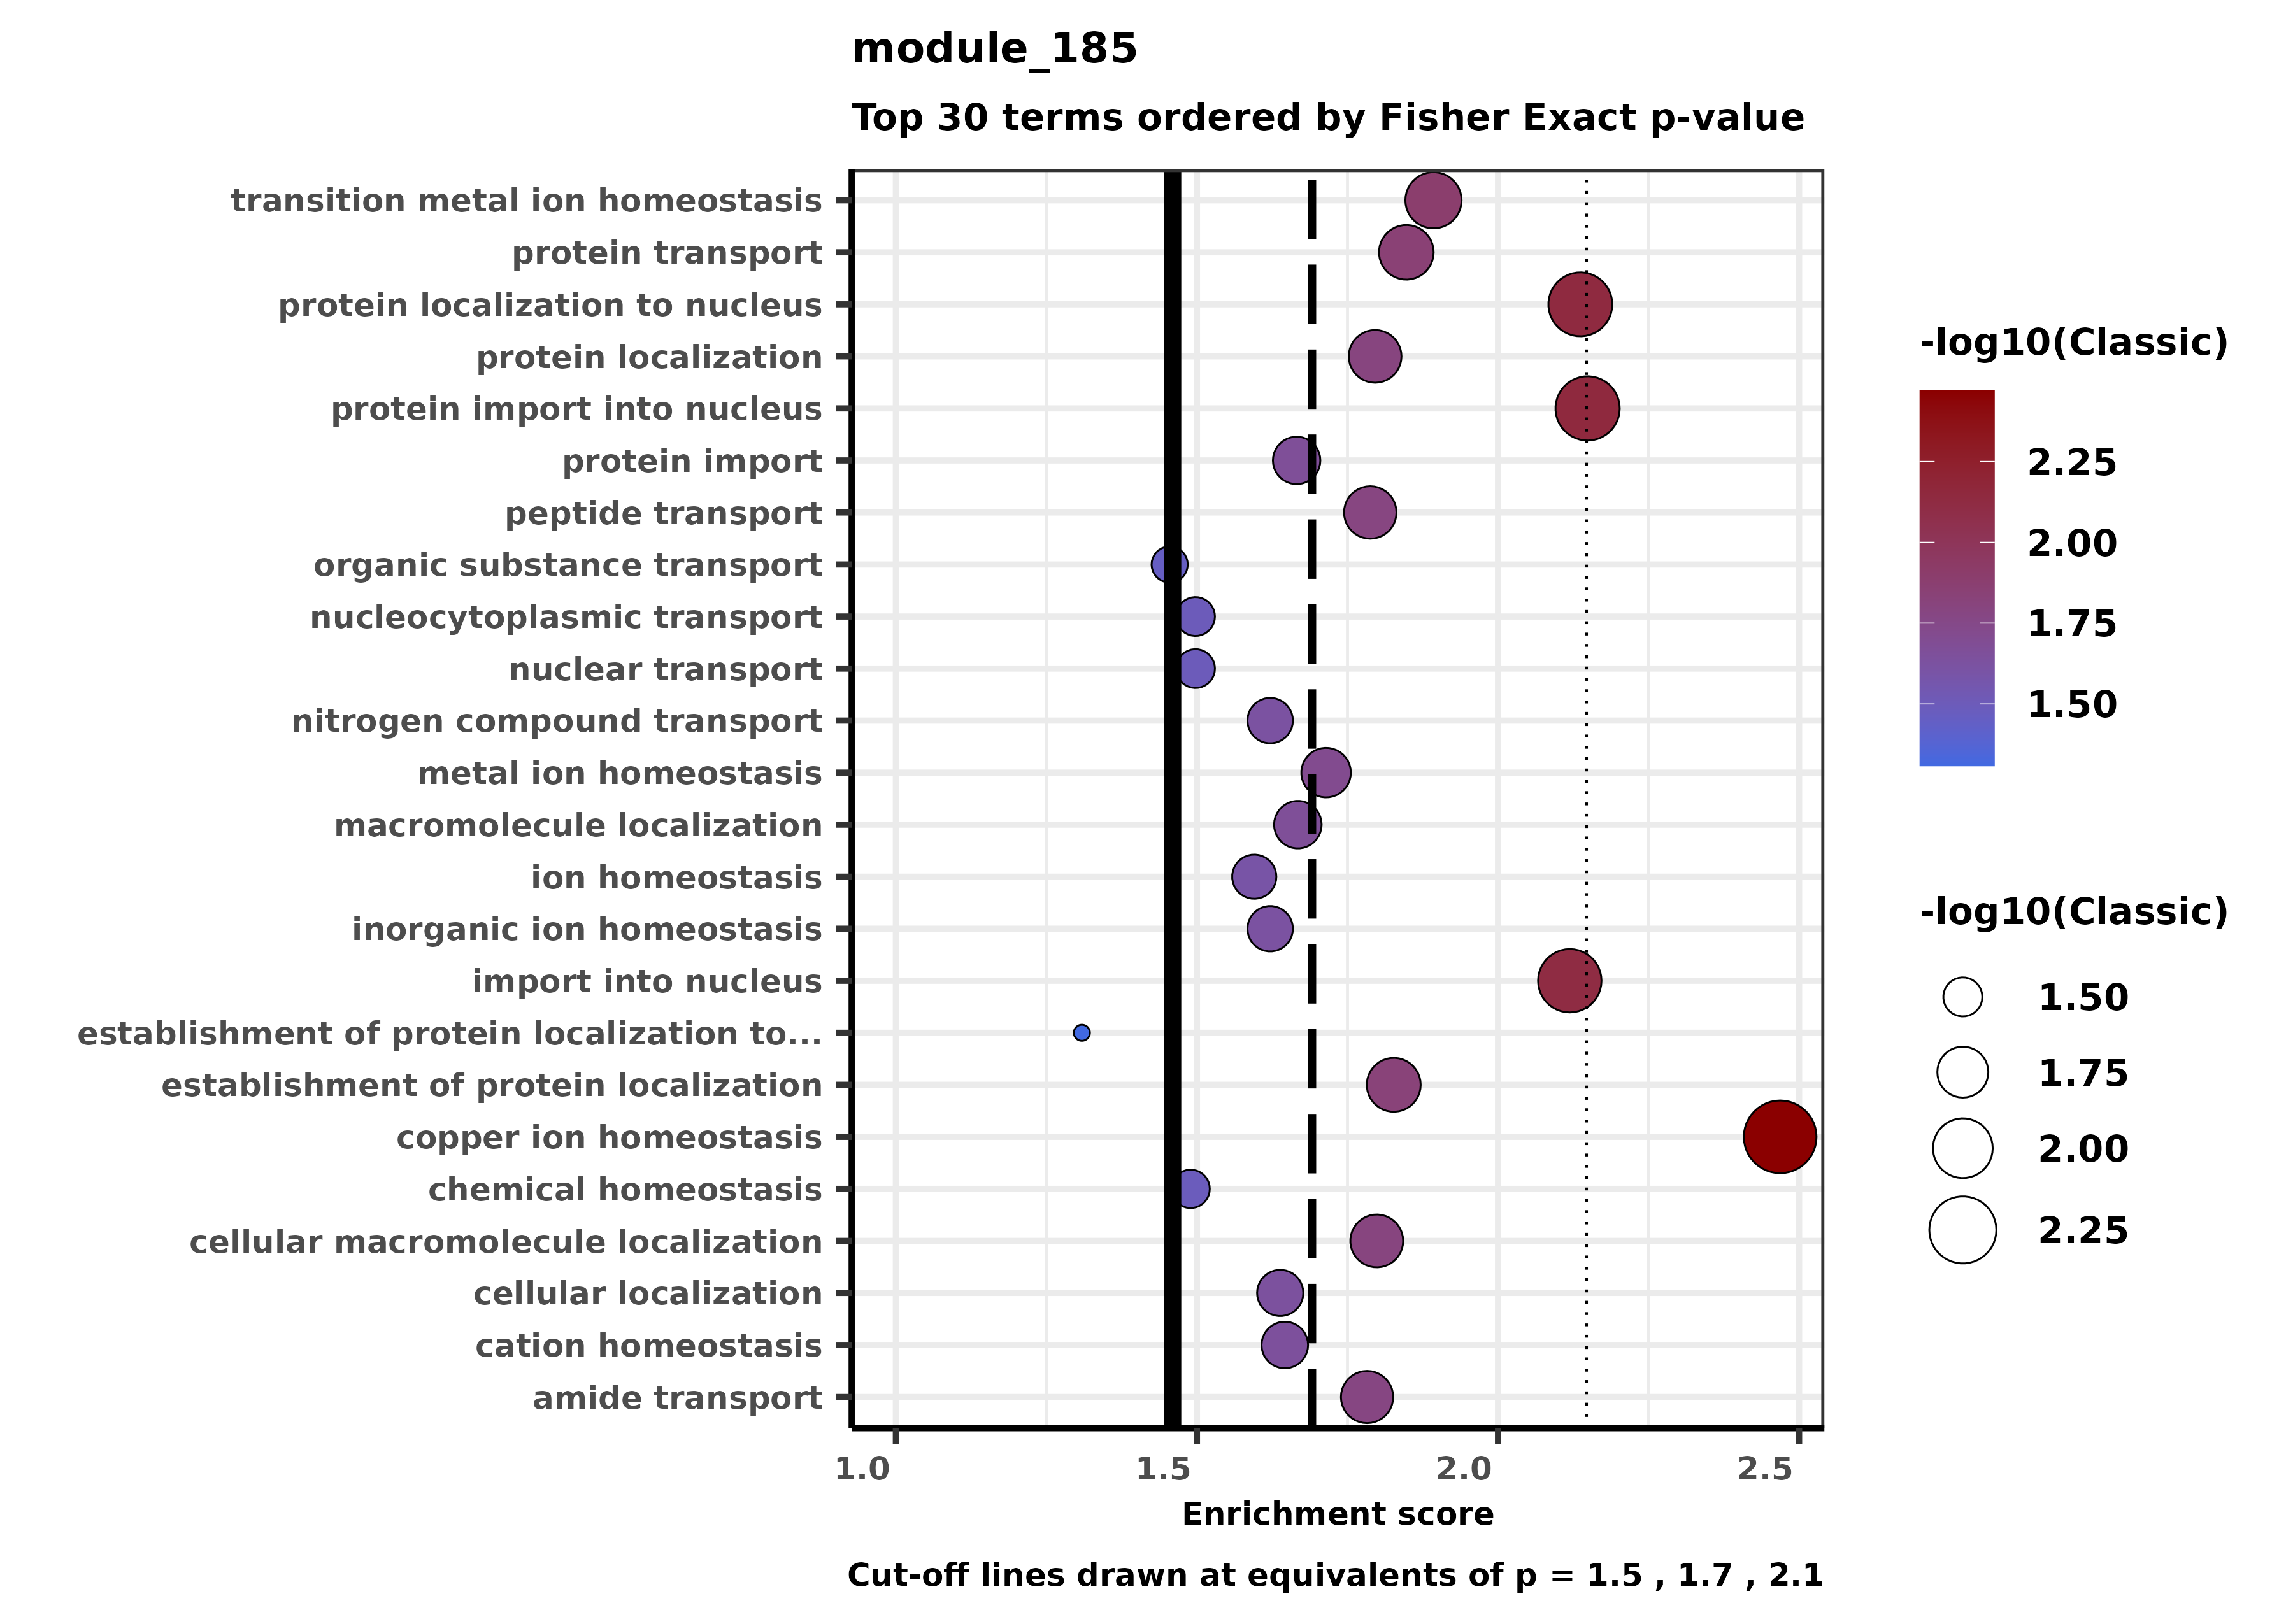 module_185
Top 30 terms ordered by Fisher Exact p-value
transition metal ion homeostasis
protein transport
protein localization to nucleus
protein localization
protein import into nucleus
protein import
peptide transport
organic substance transport
nucleocytoplasmic transport
nuclear transport
nitrogen compound transport
metal ion homeostasis
macromolecule localization
ion homeostasis
inorganic ion homeostasis
import into nucleus
establishment of protein localization to...
establishment of protein localization
copper ion homeostasis
chemical homeostasis
cellular macromolecule localization
cellular localization
cation homeostasis
amide transport
1.0 1.5 2.0 2.5
Enrichment score
Cut-off lines drawn at equivalents of p = 1.5 , 1.7 , 2.1
-log10(Classic)
2.25
2.00
1.75
1.50
-log10(Classic)
1.50
1.75
2.00
2.25